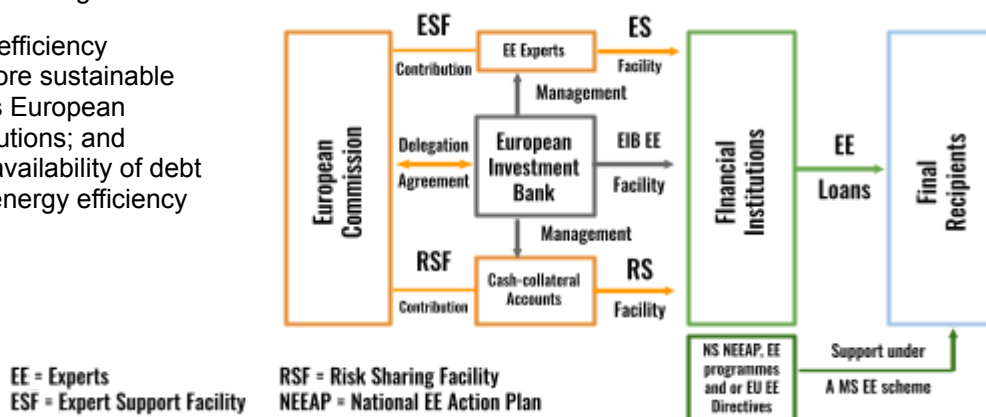 efficiency
ore sustainable
s European
utions; and
availability of debt
energy efficiency
European
Commission
ESF
Contribution
EE Experts
ES
Facility
Management
Delegation
Agreement
European
Investment
Bank
EIB EE
Facility
Management
RSF
Contribution
Cash-collateral
Accounts
RS
Facility
FInancial
Institutions
EE
Loans
Final
Recipients
NS NEEAP, EE
programmes
and or EU EE
Directives
Support under
A MS EE scheme
EE = Experts
ESF = Expert Support Facility
RSF = Risk Sharing Facility
NEEAP = National EE Action Plan